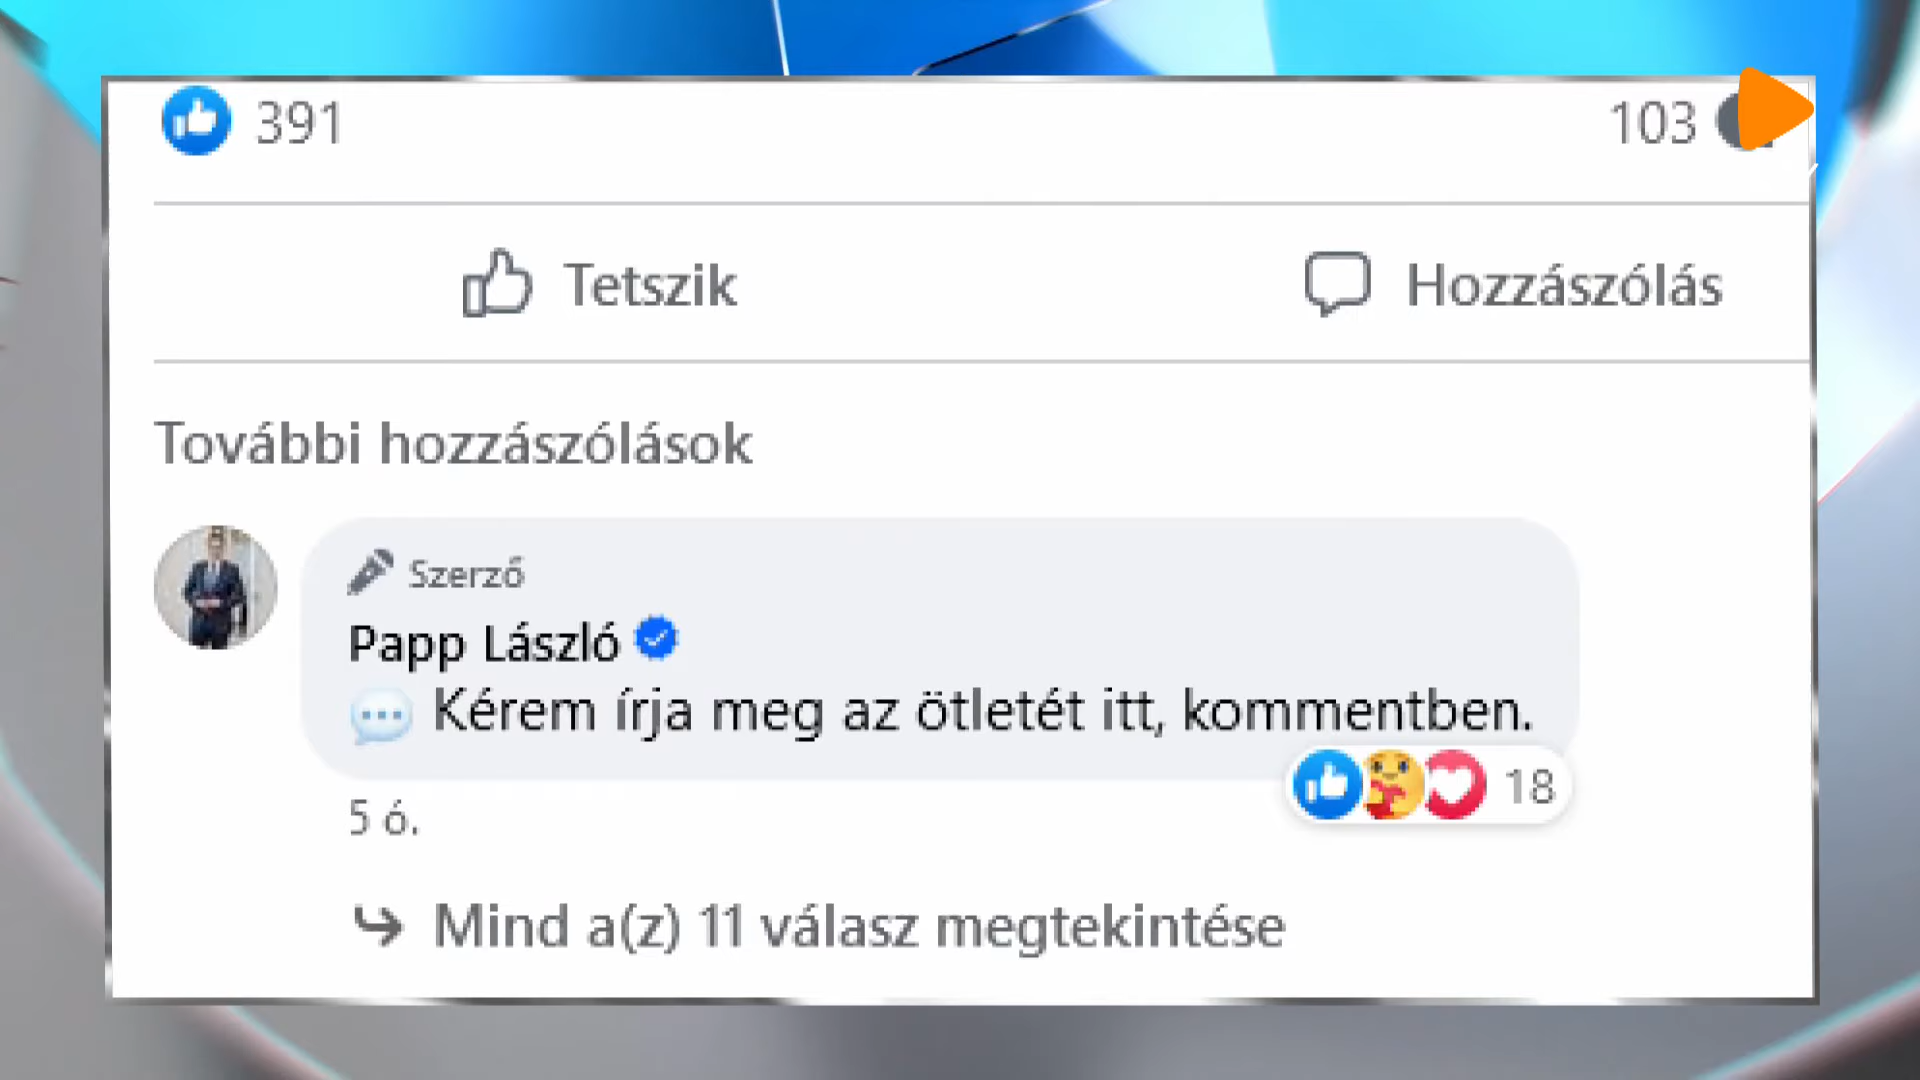 391
103
Tetszik
Hozzászólás
További hozzászólások
Szerző
Papp László
Kérem írja meg az ötletét itt, kommentben.
18
5 ó.
Mind a(z) 11 válasz megtekintése